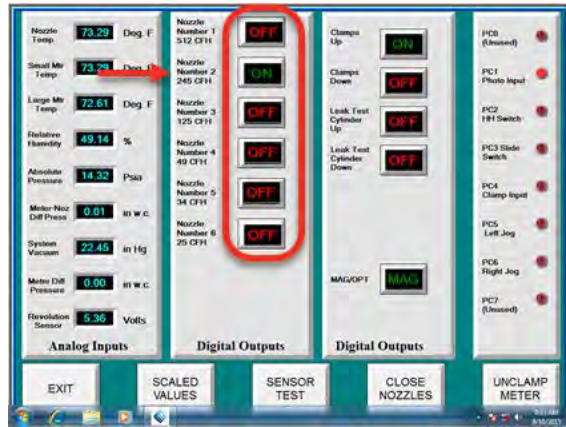 Nozzle
Temp
73.29
Deg. F
Small Mtr
Temp
73.29
Deg. F
Large Mtr
Temp
72.61
Deg. F
Relative
Humidity
49.14
%
Absolute
Pressure
14.32
Psia
Meter-Noz
Diff Press
0.01
in w.c.
System
Vacuum
22.45
in Hg
Meter Diff
Pressure
0.00
in w.c.
Revolution
Sensor
5.36
Volts
Analog Inputs
Nozzle
Number 1
512 CFH
OFF
Nozzle
Number 2
245 CFH
ON
Nozzle
Number 3
125 CFH
OFF
Nozzle
Number 4
49 CFH
OFF
Nozzle
Number 5
34 CFH
OFF
Nozzle
Number 6
25 CFH
OFF
Digital Outputs
Clamps
Up
ON
Clamps
Down
OFF
Leak Test
Cylinder
Up
OFF
Leak Test
Cylinder
Down
OFF
MAG/OPT
MAG
Digital Outputs
PC0
(Unused)
PC1
Photo Input
PC2
HH Switch
PC3 Slide
Switch
PC4
Clamp Input
PC5
Left Jog
PC6
Right Jog
PC7
(Unused)
EXIT
SCALED
VALUES
SENSOR
TEST
CLOSE
NOZZLES
UNCLAMP
METER